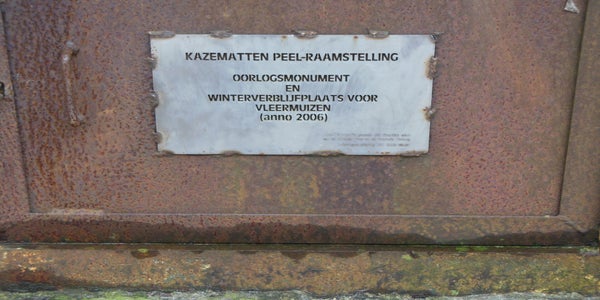 KAZEMATTEN PEEL-RAAMSTELLING
OORLOGSMONUMENT
EN
WINTERVERBLIJFPLAATS VOOR
VLEERMUIZEN
(anno 2006)